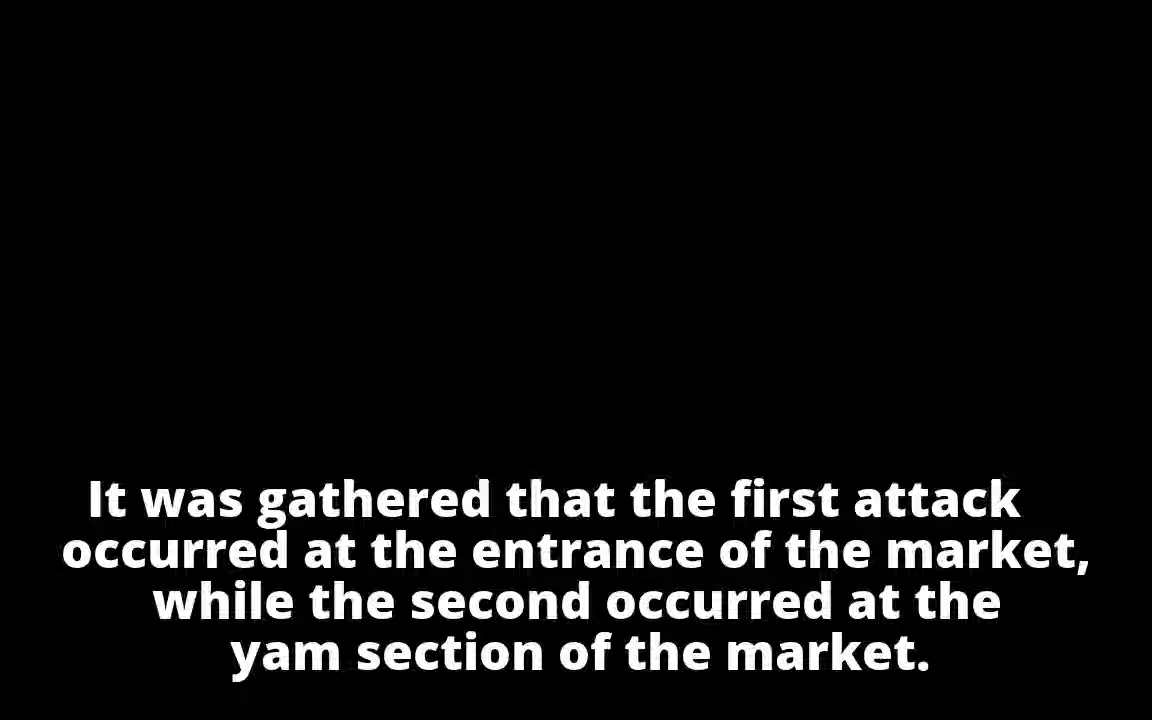 It was gathered that the first attack
occurred at the entrance of the market,
while the second occurred at the
yam section of the market.